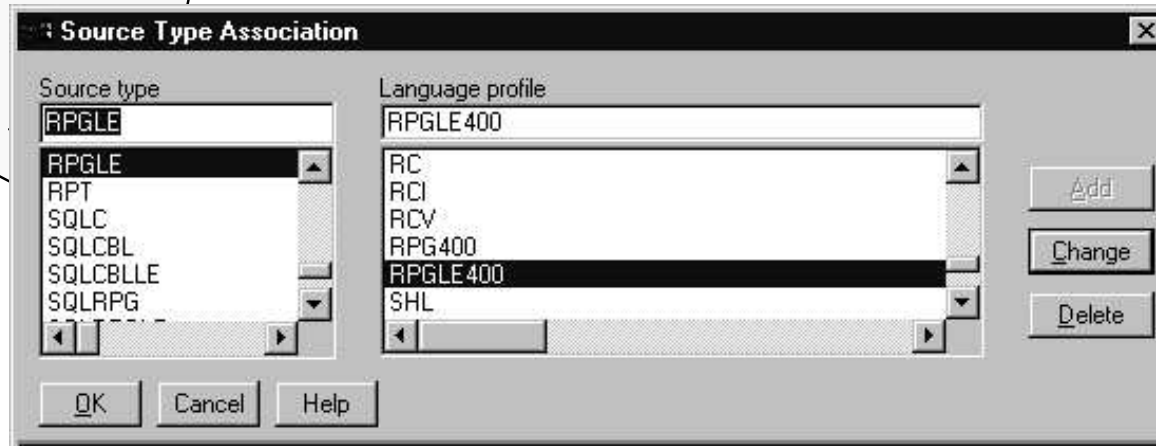 Source Type Association
Source type
RPGLE
RPGLE
RPT
SQLC
SQLCBL
SQLCBLLE
SQLRPG
Language profile
RPGLE400
RC
RCI
RCV
RPG400
RPGLE400
SHL
Add
Change
Delete
OK Cancel Help